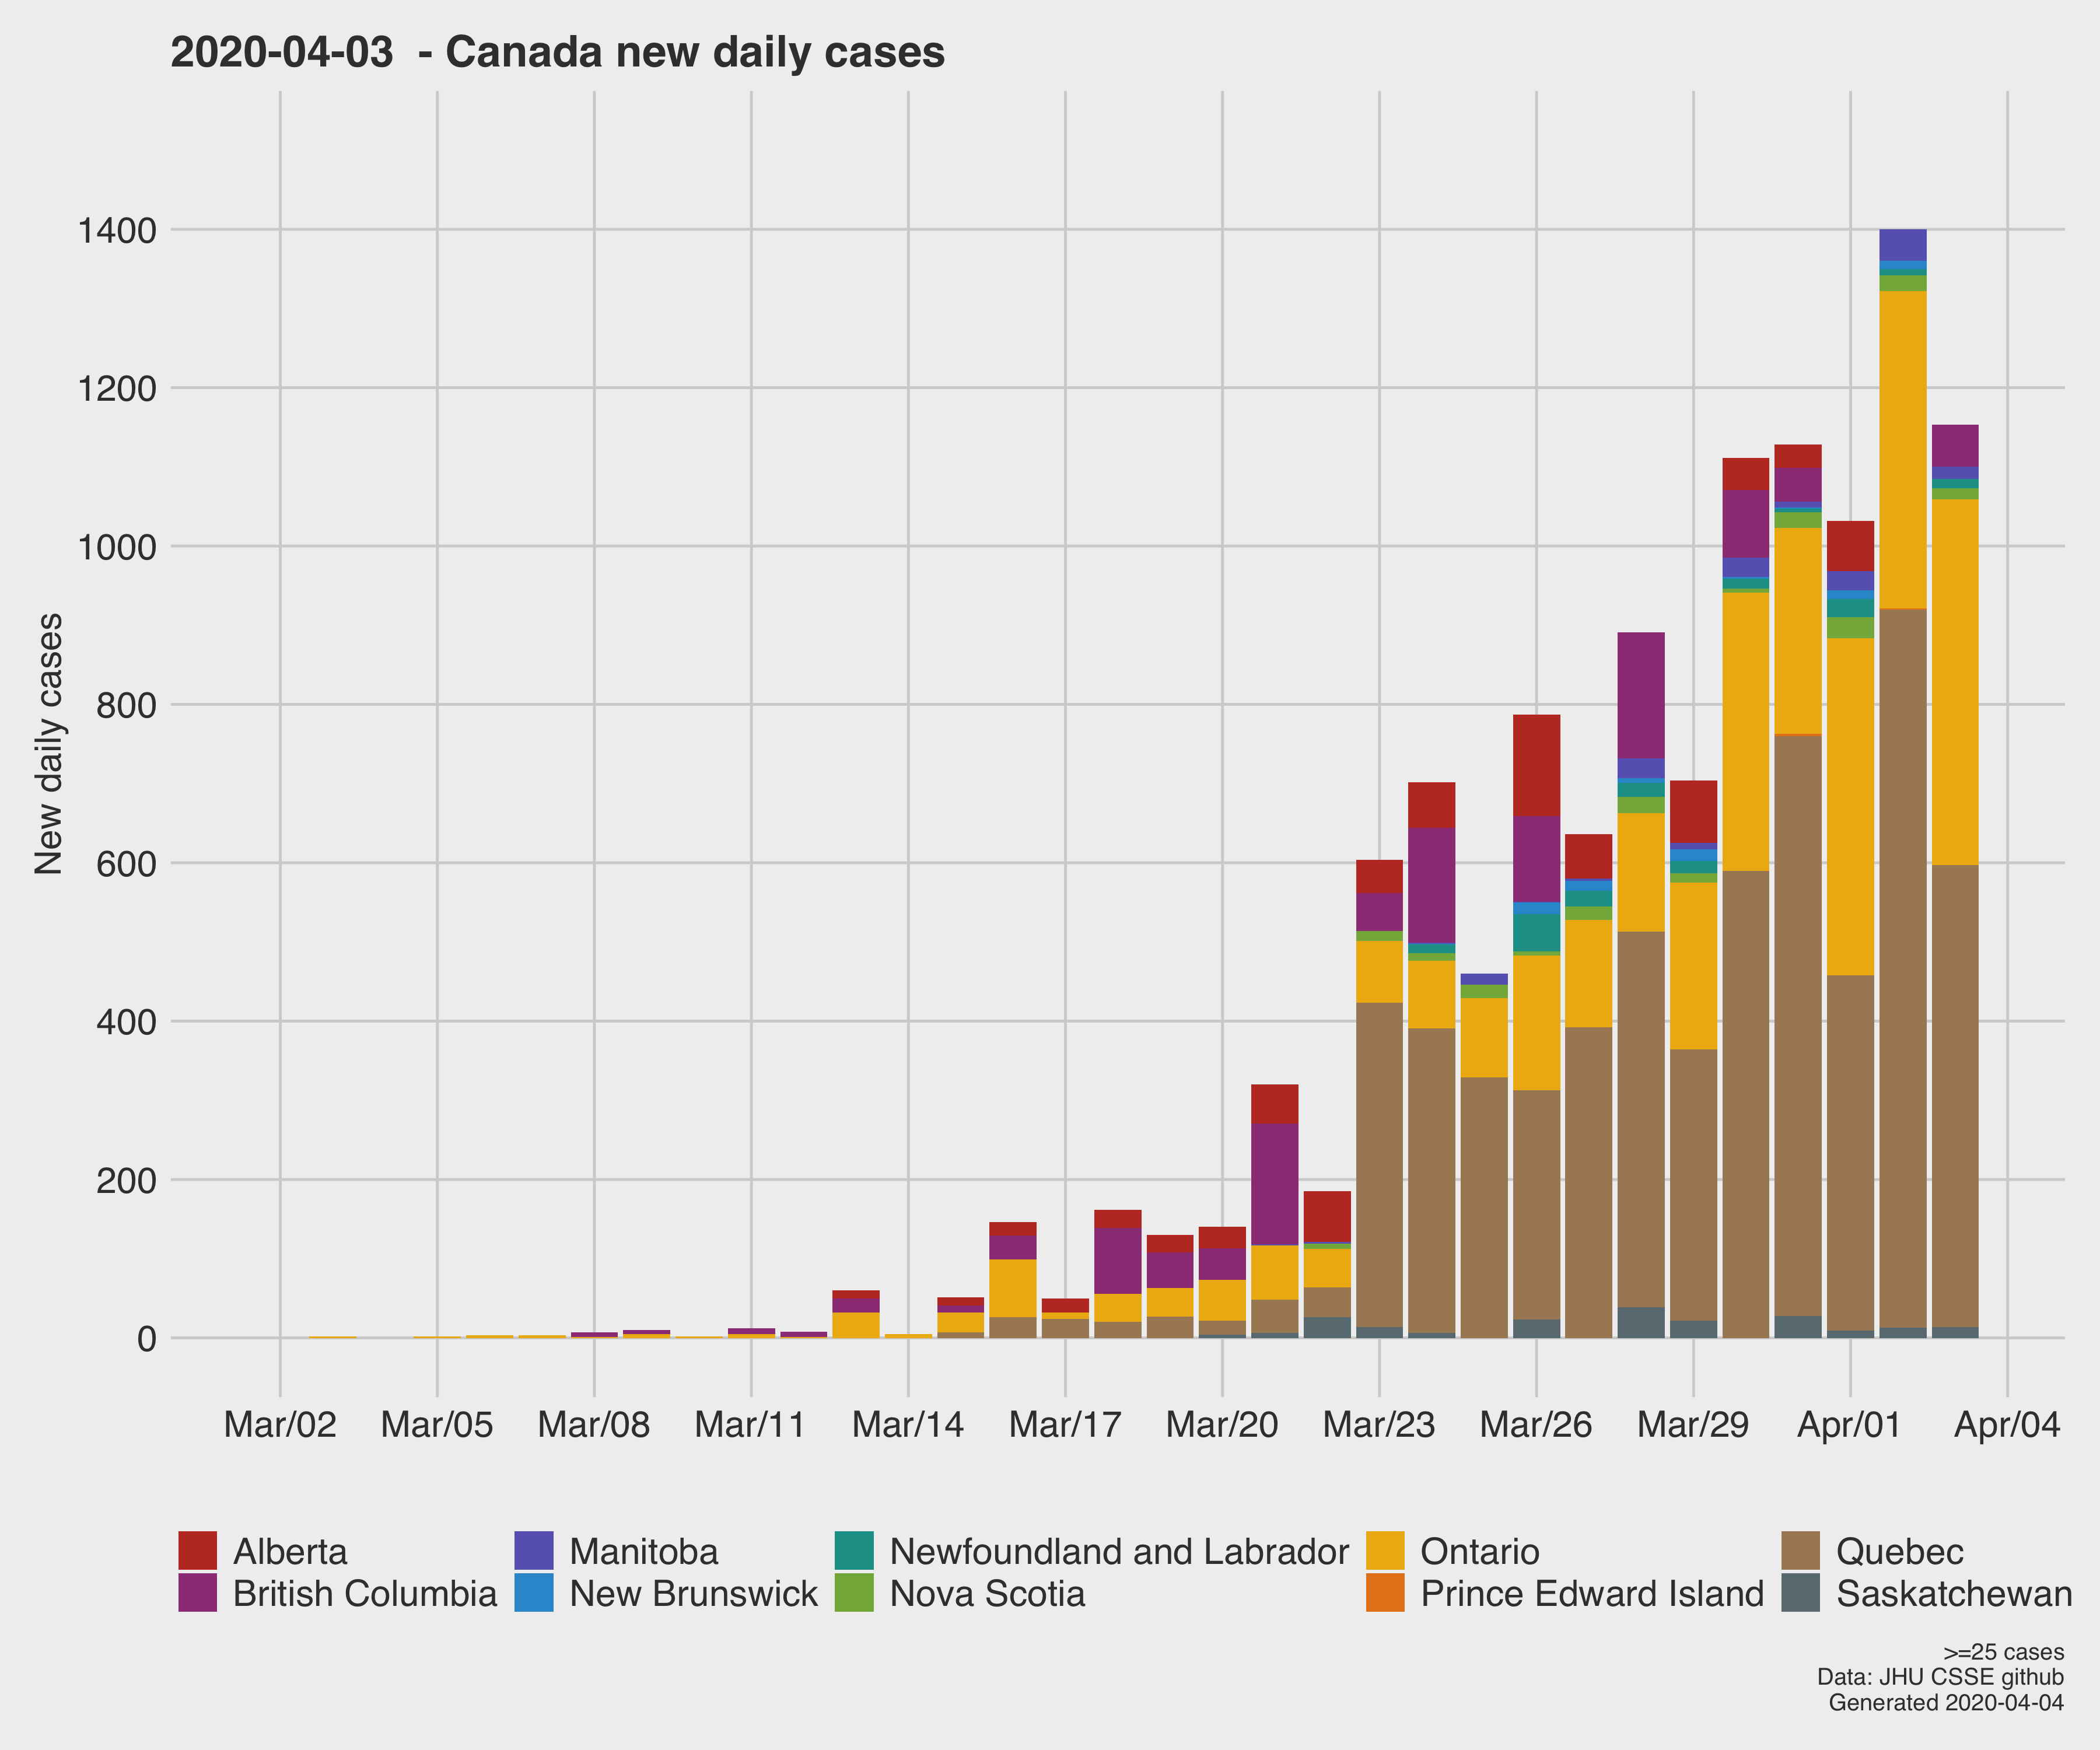 2020-04-03  - Canada new daily cases
New daily cases
1400
1200
1000
800
600
400
200
0
Mar/02 Mar/05 Mar/08 Mar/11 Mar/14 Mar/17 Mar/20 Mar/23 Mar/26 Mar/29 Apr/01 Apr/04
Alberta Manitoba Newfoundland and Labrador Ontario Quebec
British Columbia New Brunswick Nova Scotia Prince Edward Island Saskatchewan
>=25 cases
Data: JHU CSSE github
Generated 2020-04-04